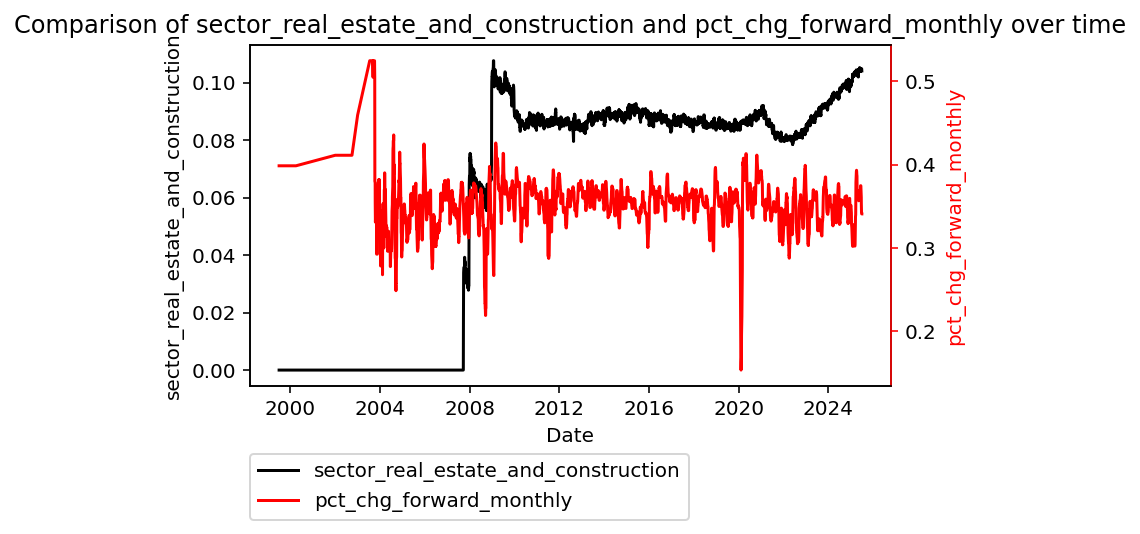 Comparison of sector_real_estate_and_construction and pct_chg_forward_monthly over time
sector_real_estate_and_construction
0.10
0.08
0.06
0.04
0.02
0.00
0.5
0.4
0.3
0.2
pct_chg_forward_monthly
2000 2004 2008 2012 2016 2020 2024
Date
sector_real_estate_and_construction
pct_chg_forward_monthly